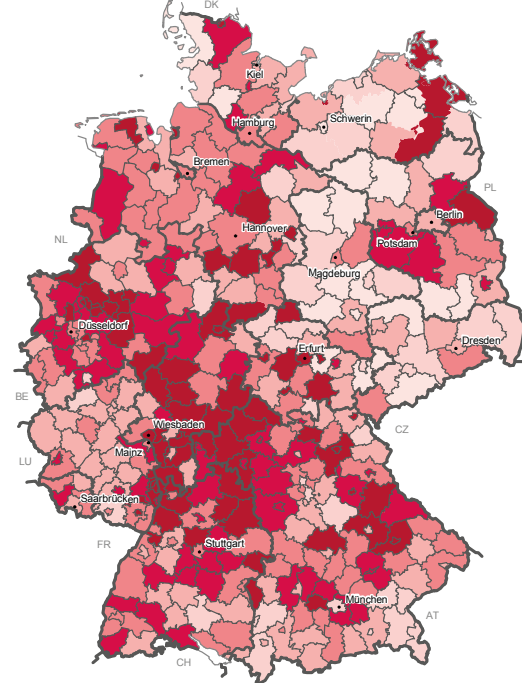 DK
Kiel
Schwerin
Hamburg
Bremen
PL
Berlin
Hannover
NL
Potsdam
Magdeburg
Düsseldorf
Dresden
Erfurt
BE
Wiesbaden
CZ
Mainz
LU
Saarbrücken
FR
Stuttgart
München
AT
CH